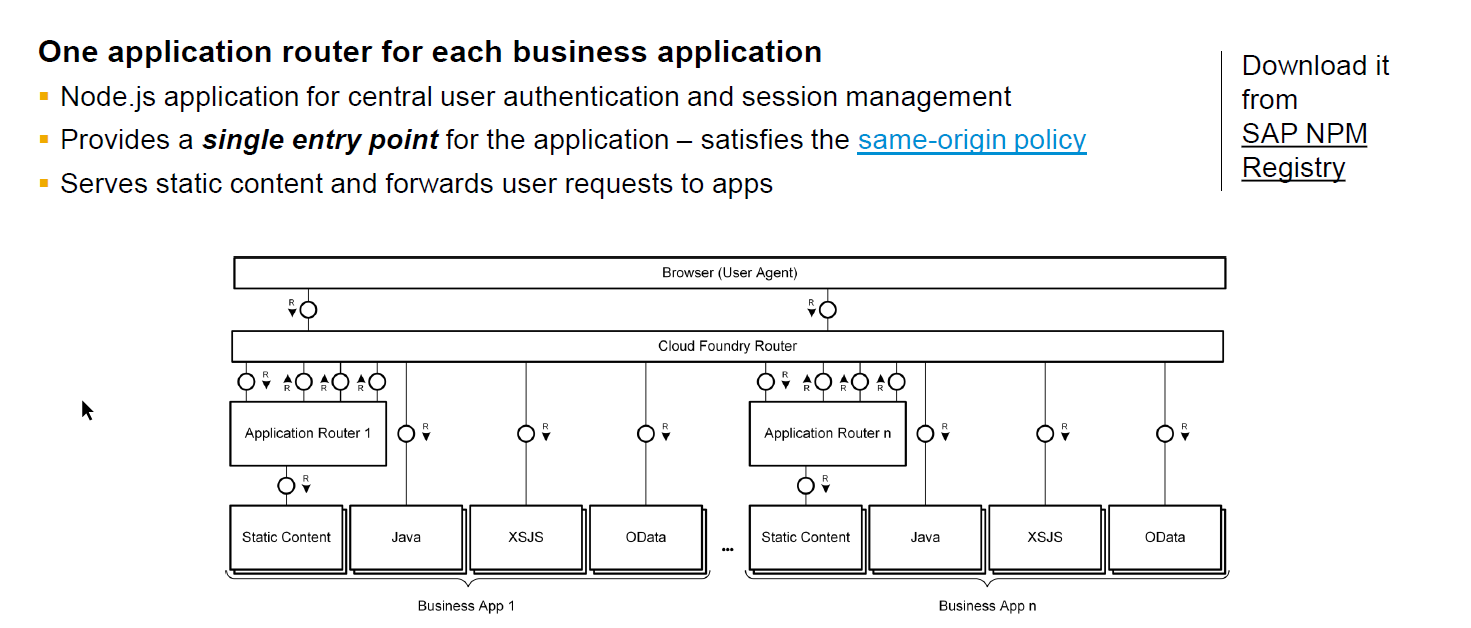 One application router for each business application
Node.js application for central user authentication and session management
Provides a single entry point for the application – satisfies the same-origin policy
Serves static content and forwards user requests to apps
Download it
from
SAP NPM
Registry
Browser (User Agent)
R R
Cloud Foundry Router
R R R R R R R R
Application Router 1 R R R Application Router n R R R
R R
Static Content Java XSJS OData ... Static Content Java XSJS OData
Business App 1 Business App n